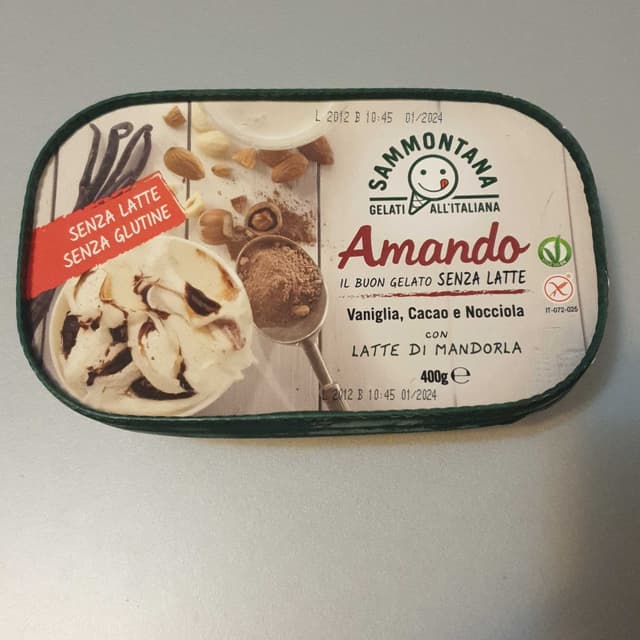 L 2012 B 10:45 01/2024
SAMMONTANA
GELATI ALL'ITALIANA
SENZA LATTE
SENZA GLUTINE
Amando
IL BUON GELATO SENZA LATTE
Vaniglia, Cacao e Nocciola
CON
LATTE DI MANDORLA
400g e
IT-072-025
L 2012 B 10:45 01/2024